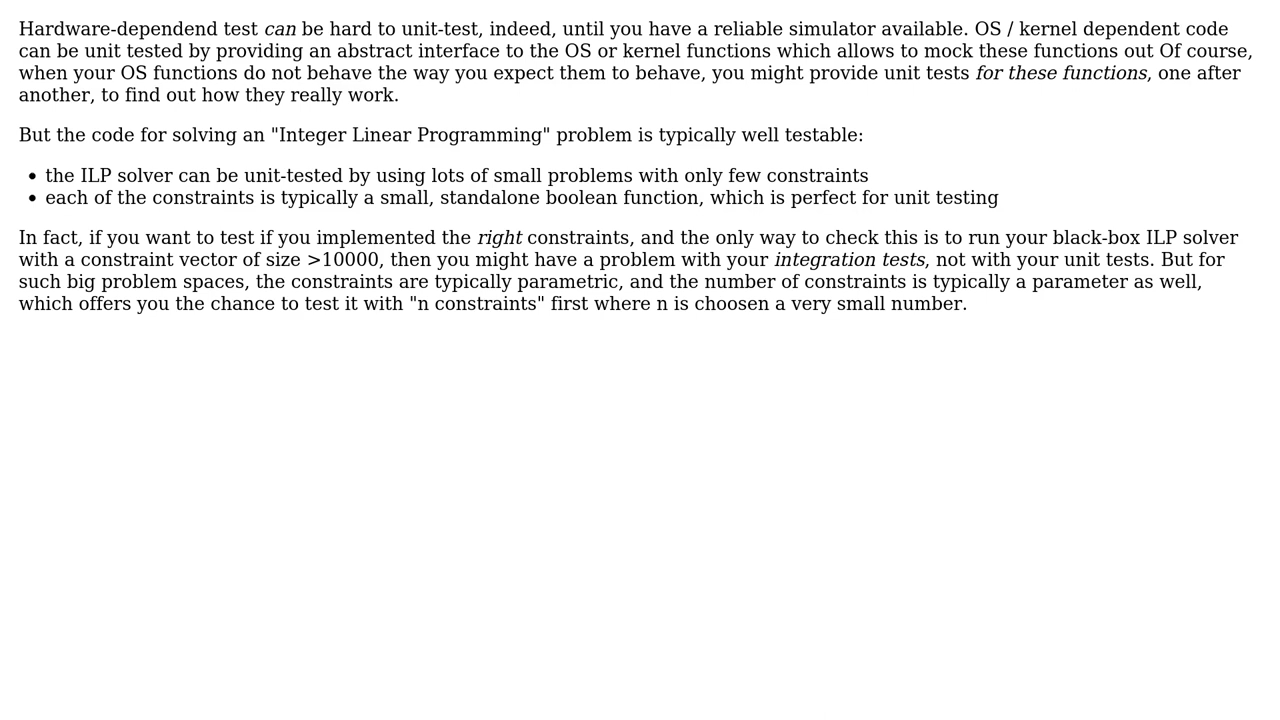 Hardware-dependend test can be hard to unit-test, indeed, until you have a reliable simulator available. OS / kernel dependent code
can be unit tested by providing an abstract interface to the OS or kernel functions which allows to mock these functions out Of course,
when your OS functions do not behave the way you expect them to behave, you might provide unit tests for these functions, one after
another, to find out how they really work.
But the code for solving an "Integer Linear Programming" problem is typically well testable:
• the ILP solver can be unit-tested by using lots of small problems with only few constraints
• each of the constraints is typically a small, standalone boolean function, which is perfect for unit testing
In fact, if you want to test if you implemented the right constraints, and the only way to check this is to run your black-box ILP solver
with a constraint vector of size >10000, then you might have a problem with your integration tests, not with your unit tests. But for
such big problem spaces, the constraints are typically parametric, and the number of constraints is typically a parameter as well,
which offers you the chance to test it with "n constraints" first where n is choosen a very small number.